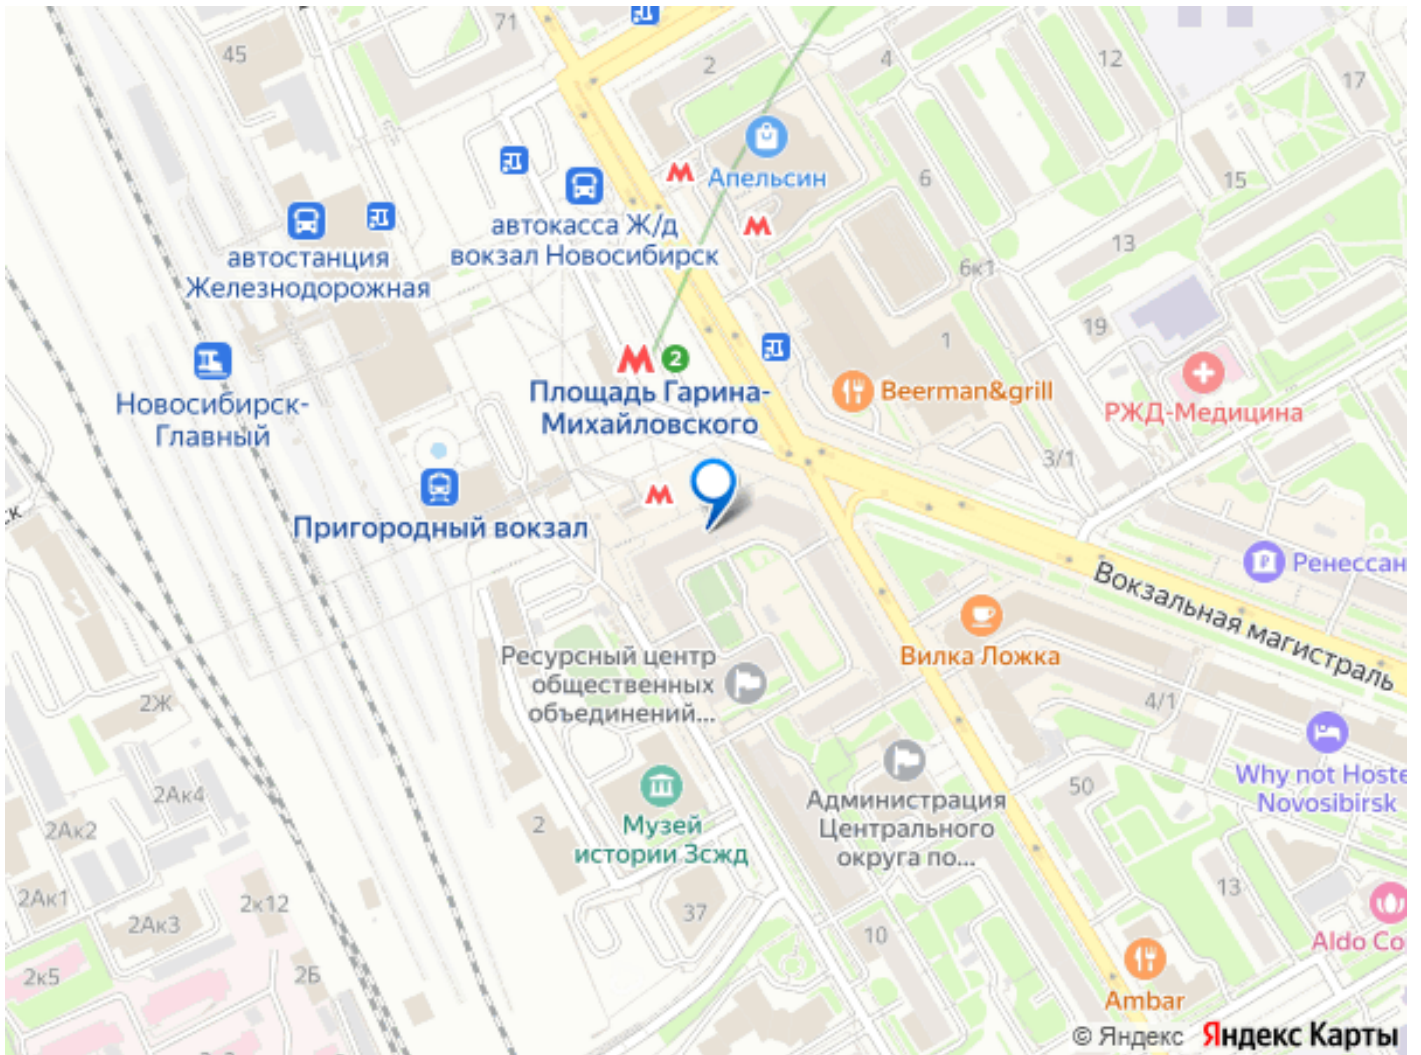 71
45
2
4
12
17
Апельсин
6
15
автокасса Ж/д
вокзал Новосибирск
13
автостанция
Железнодорожная
6к1
19
1
2
Площадь Гарина-
Михайловского
Beerman&grill
РЖД-Медицина
Новосибирск-
Главный
3/1
Пригородный вокзал
Ренессан
Вокзальная магистраль
Вилка Ложка
Ресурсный центр
общественных
объединений...
2Ж
4/1
Why not Hoste
Novosibirsk
Администрация
Центрального
округа по...
50
2Ак4
2Ак2
2
Музей
истории Зсжд
13
2Ак1
2к12
2Ак3
37
10
Aldo Co
2к5
2Б
Ambar
© Яндекс Яндекс Карты